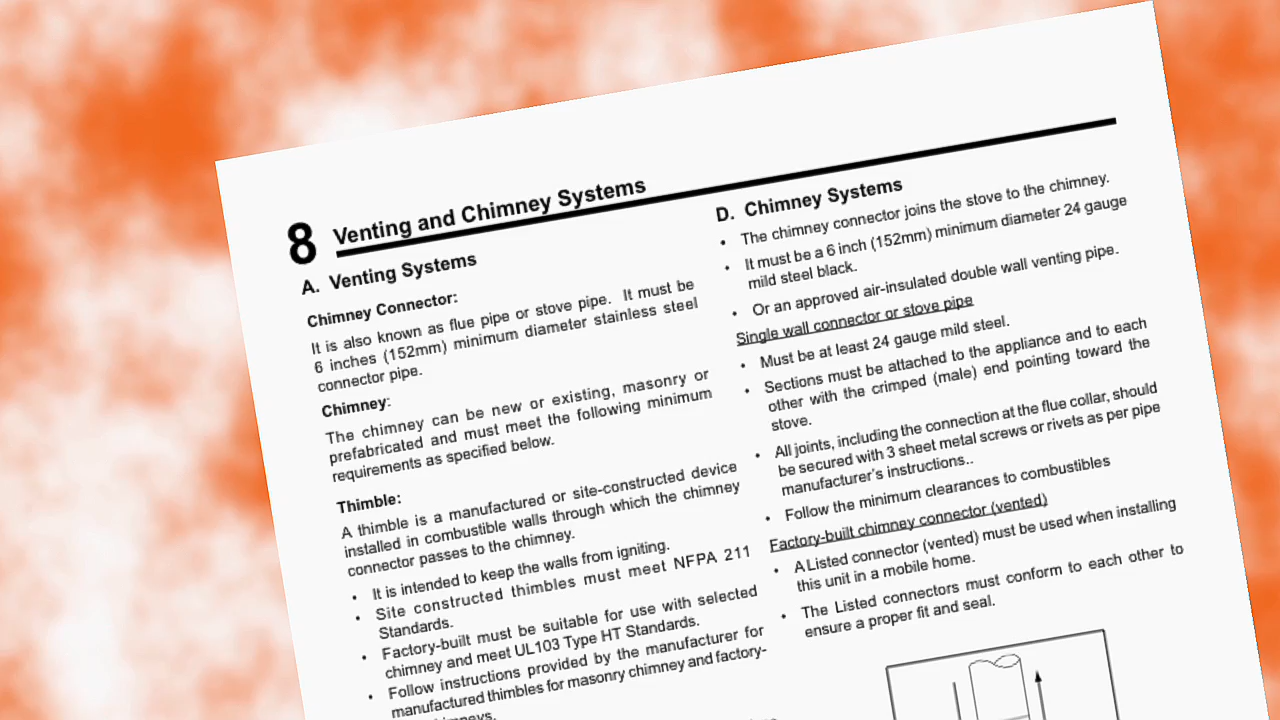 8 Venting and Chimney Systems
A. Venting Systems
Chimney Connector:
It is also known as flue pipe or stove pipe. It must be
6 inches (152mm) minimum diameter stainless steel
connector pipe.
Chimney:
The chimney can be new or existing, masonry or
prefabricated and must meet the following minimum
requirements as specified below.
Thimble:
A thimble is a manufactured or site-constructed device
installed in combustible walls through which the chimney
connector passes to the chimney.
• It is intended to keep the walls from igniting.
• Site constructed thimbles must meet NFPA 211
Standards.
• Factory-built must be suitable for use with selected
chimney and meet UL103 Type HT Standards.
• Follow instructions provided by the manufacturer for
manufactured thimbles for masonry chimney and factory-
D. Chimney Systems
• The chimney connector joins the stove to the chimney.
• It must be a 6 inch (152mm) minimum diameter 24 gauge
mild steel black.
• Or an approved air-insulated double wall venting pipe.
Single wall connector or stove pipe
• Must be at least 24 gauge mild steel.
• Sections must be attached to the appliance and to each
other with the crimped (male) end pointing toward the
stove.
• All joints, including the connection at the flue collar, should
be secured with 3 sheet metal screws or rivets as per pipe
manufacturer's instructions..
• Follow the minimum clearances to combustibles
Factory-built chimney connector (vented)
• A Listed connector (vented) must be used when installing
this unit in a mobile home.
• The Listed connectors must conform to each other to
ensure a proper fit and seal.